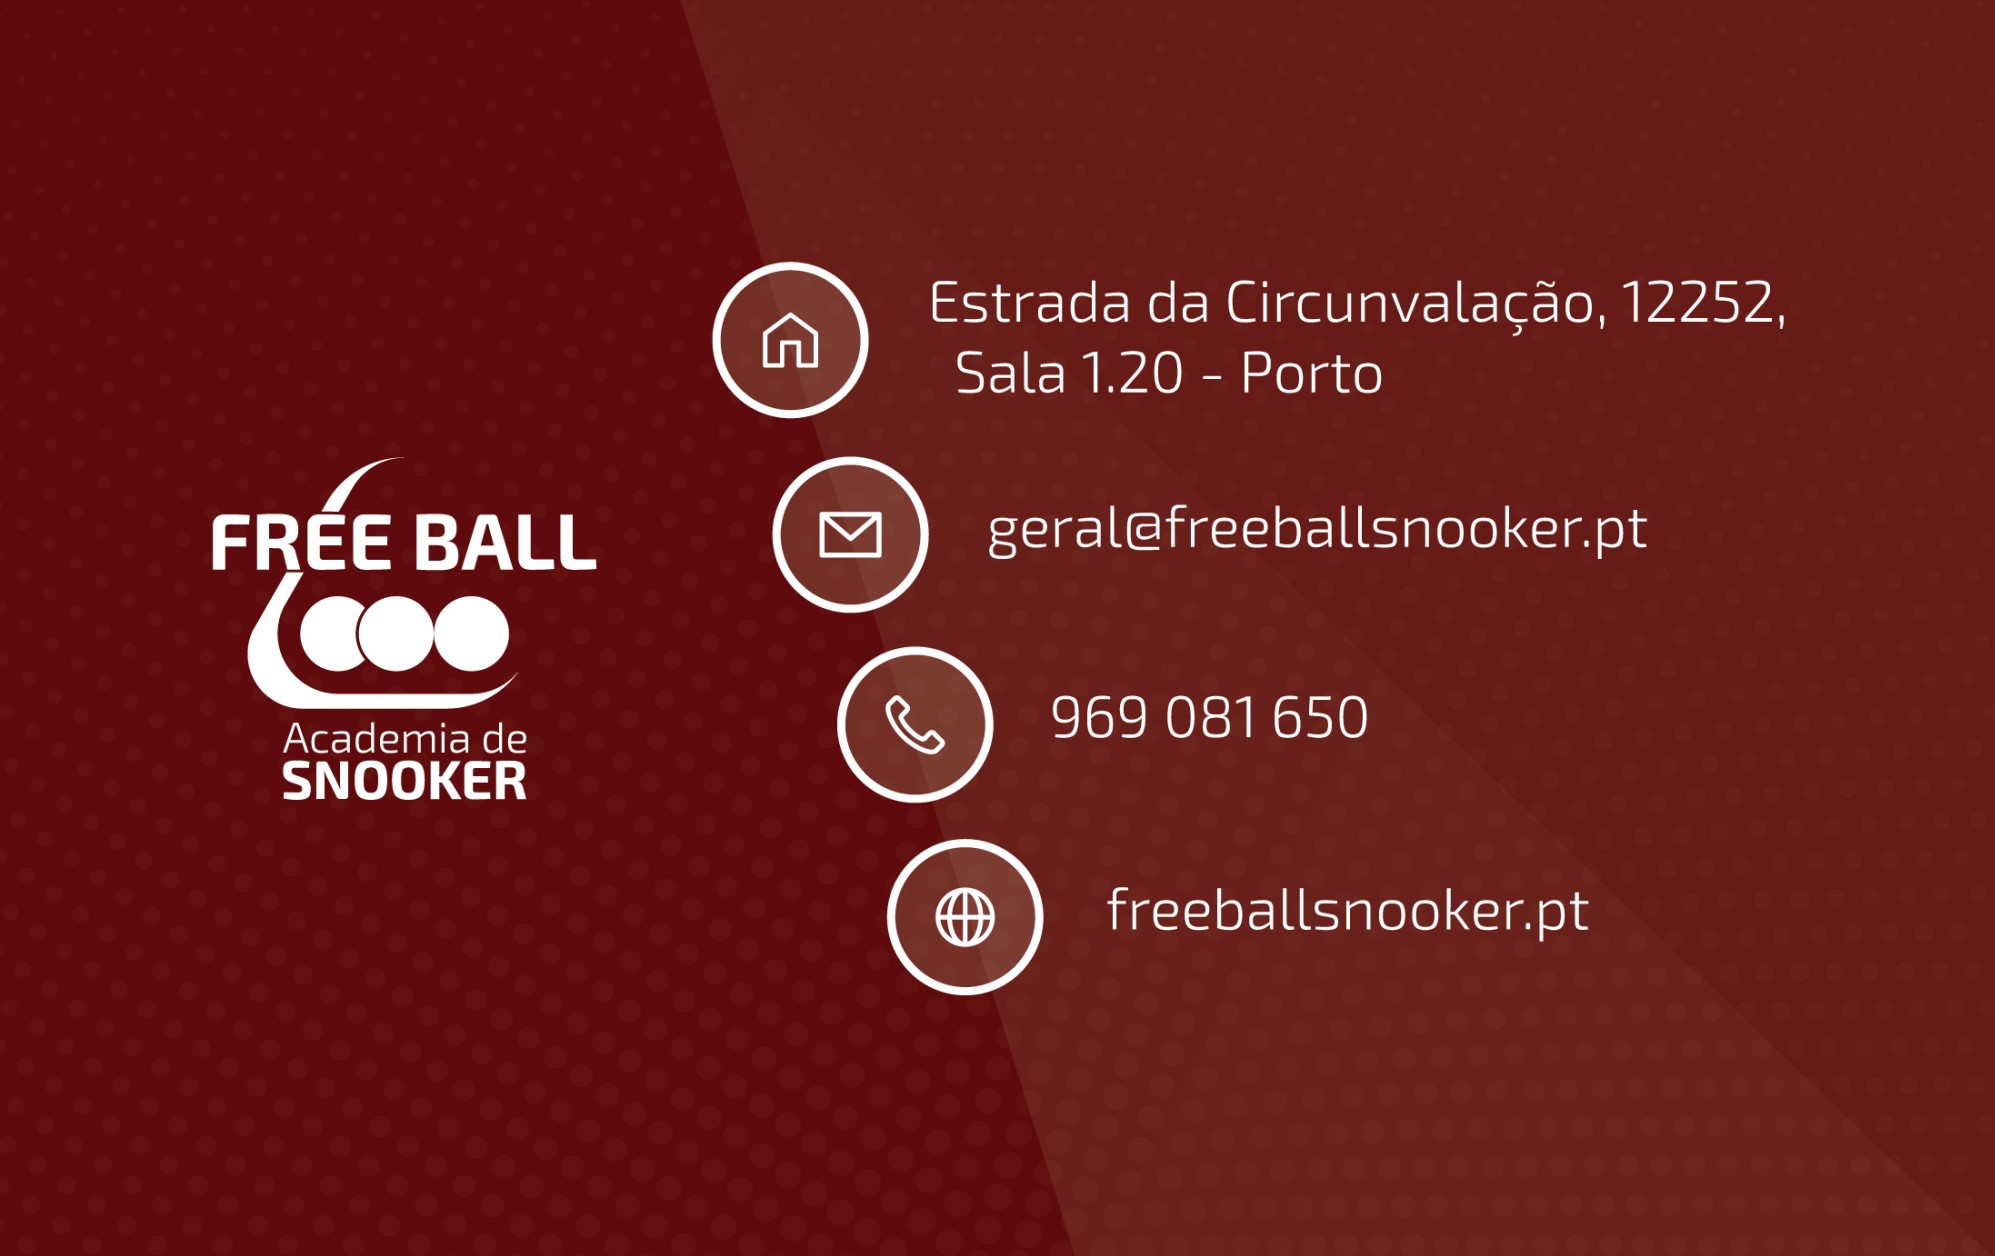 FREE BALL
Academia de
SNOOKER
Estrada da Circunvalação, 12252,
Sala 1.20 - Porto
geral@freeballsnooker.pt
969 081 650
freeballsnooker.pt